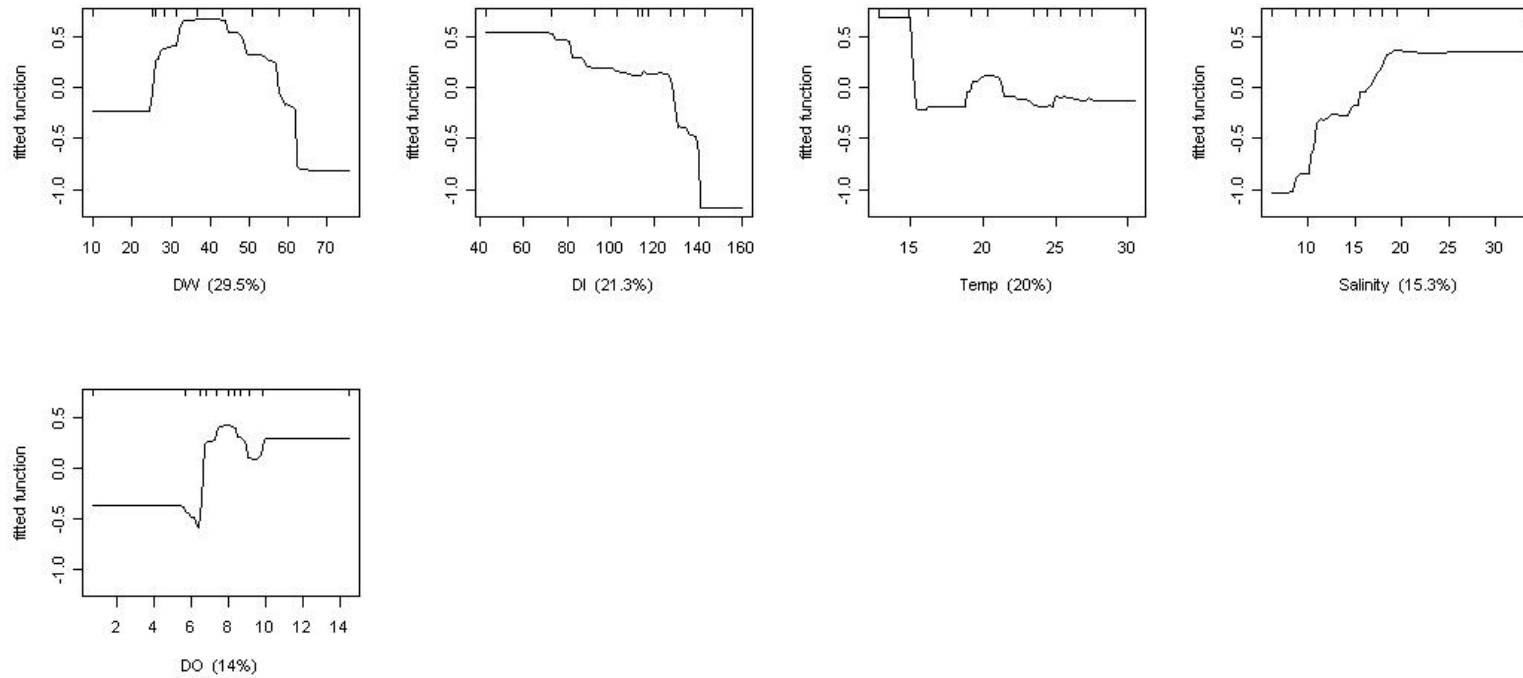 fitted function
0.5
0.0
-0.5
-1.0
10 20 30 40 50 60 70
DW (29.5%)
fitted function
0.5
0.0
-0.5
-1.0
40 60 80 100 120 140 160
DI (21.3%)
fitted function
0.5
0.0
-0.5
-1.0
15 20 25 30
Temp (20%)
fitted function
0.5
0.0
-0.5
-1.0
10 15 20 25 30
Salinity (15.3%)
fitted function
0.5
0.0
-0.5
-1.0
2 4 6 8 10 12 14
DO (14%)